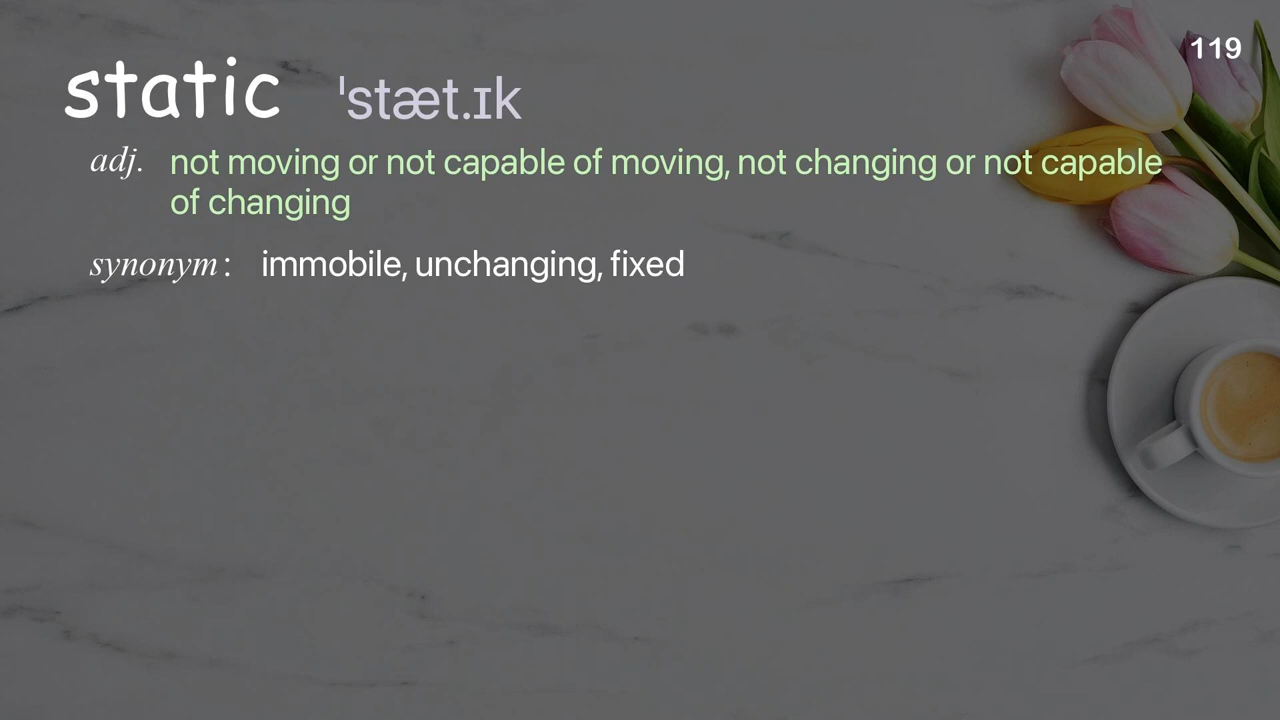 119
static ˈstæt.ɪk
adj. not moving or not capable of moving, not changing or not capable
of changing
synonym: immobile, unchanging, fixed